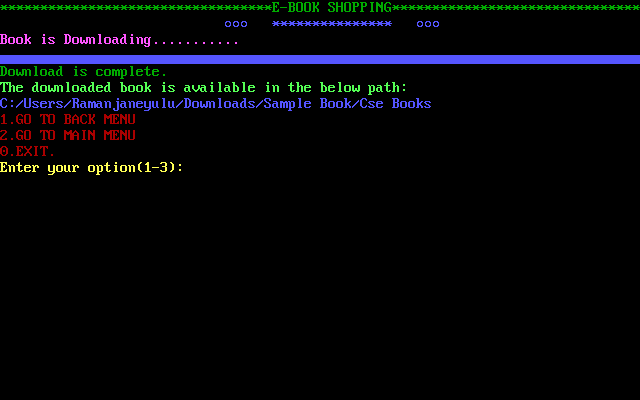 **********************************E-BOOK SHOPPING*******************************
ooo   ***************   ooo
Book is Downloading...........
Download is complete.
The downloaded book is available in the below path:
C:/Users/Ramanjaneyulu/Downloads/Sample Book/Cse Books
1.GO TO BACK MENU
2.GO TO MAIN MENU
0.EXIT.
Enter your option(1-3):